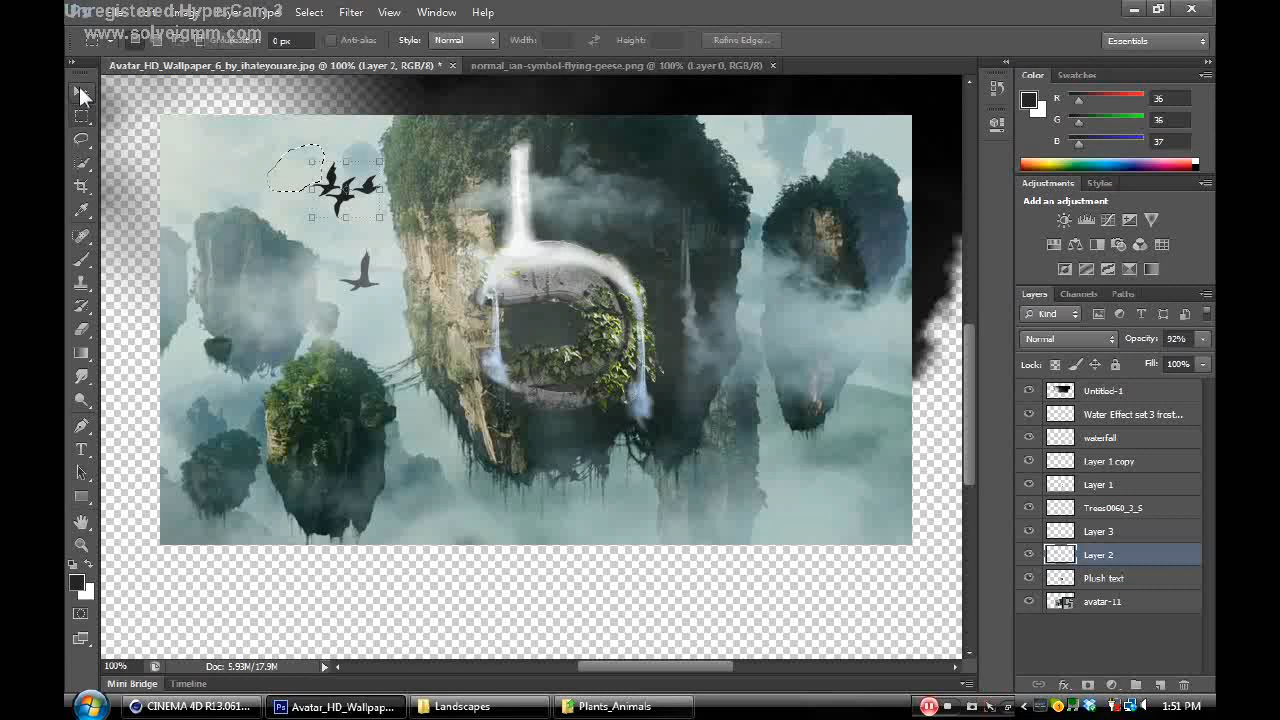 Unregistered HyperCam 3
Select Filter View Window Help
www.solveigmm.com
0 px Anti-alias Style: Normal Width: Height: Refine Edge... Essentials
Avatar_HD_Wallpaper_6_by_ihateyouare.jpg @ 100% (Layer 2, RGB/8) * normal_ian-symbol-flying-geese.png @ 100% (Layer 0, RGB/8)
Color Swatches
R 36
G 36
B 37
Adjustments Styles
Add an adjustment
Layers Channels Paths
Kind
Normal Opacity: 92%
Lock: Fill: 100%
Untitled-1
Water Effect set 3 frost...
waterfall
Layer 1 copy
Layer 1
Trees0060_3_S
Layer 3
Layer 2
Plush text
avatar-11
100% Doc: 5.93M/17.9M
Mini Bridge Timeline
CINEMA 4D R13.061... Ps Avatar_HD_Wallpap... Landscapes Plants_Animals 1:51 PM